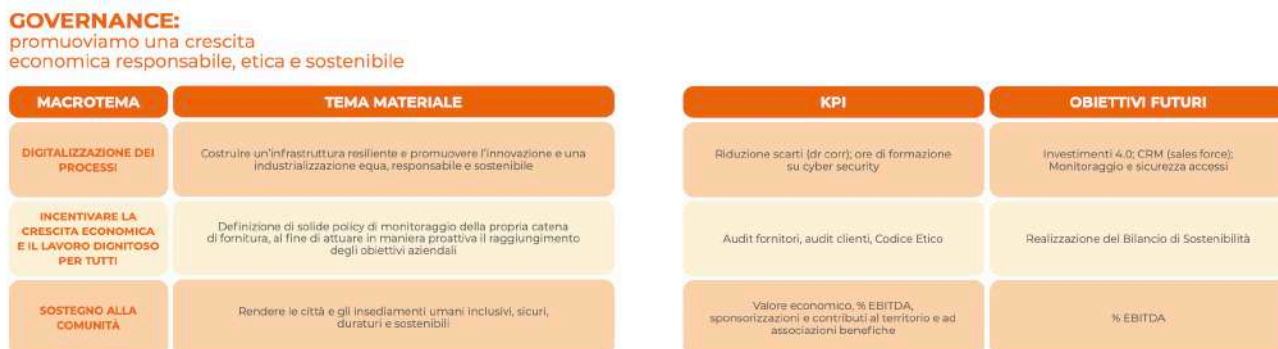 GOVERNANCE:
promuoviamo una crescita
economica responsabile, etica e sostenibile
MACROTEMA
TEMA MATERIALE
KPI
OBIETTIVI FUTURI
DIGITALIZZAZIONE DEI
PROCESSI
Costruire un'infrastruttura resiliente e promuovere l'innovazione e una
industrializzazione equa, responsabile e sostenibile
Riduzione scarti (dr corr); ore di formazione
su cyber security
Investimenti 4.0; CRM (sales force);
Monitoraggio e sicurezza accessi
INCENTIVARE LA
CRESCITA ECONOMICA
E IL LAVORO DIGNITOSO
PER TUTTI
Definizione di solide policy di monitoraggio della propria catena
di fornitura, al fine di attuare in maniera proattiva il raggiungimento
degli obiettivi aziendali
Audit fornitori, audit clienti, Codice Etico
Realizzazione del Bilancio di Sostenibilità
SOSTEGNO ALLA
COMUNITÀ
Rendere le città e gli insediamenti umani inclusivi, sicuri,
duraturi e sostenibili
Valore economico, % EBITDA,
sponsorizzazioni e contributi al territorio e ad
associazioni benefiche
% EBITDA